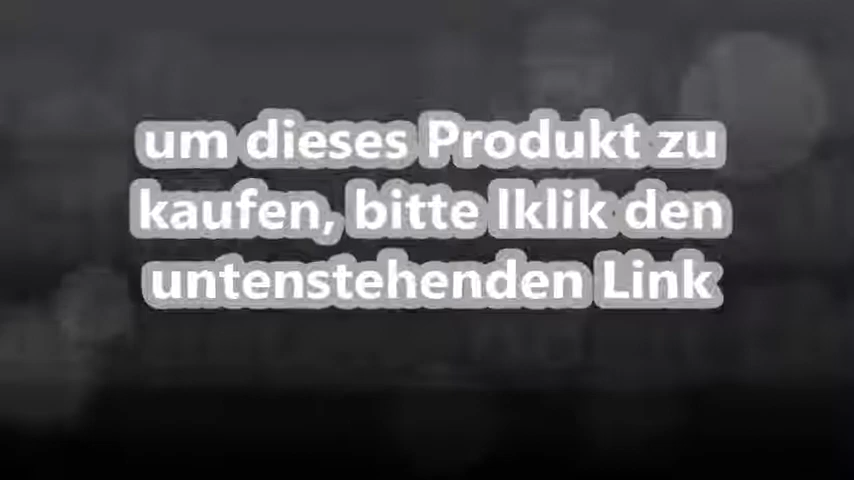 um dieses Produkt zu
kaufen, bitte lklik den
untenstehenden Link